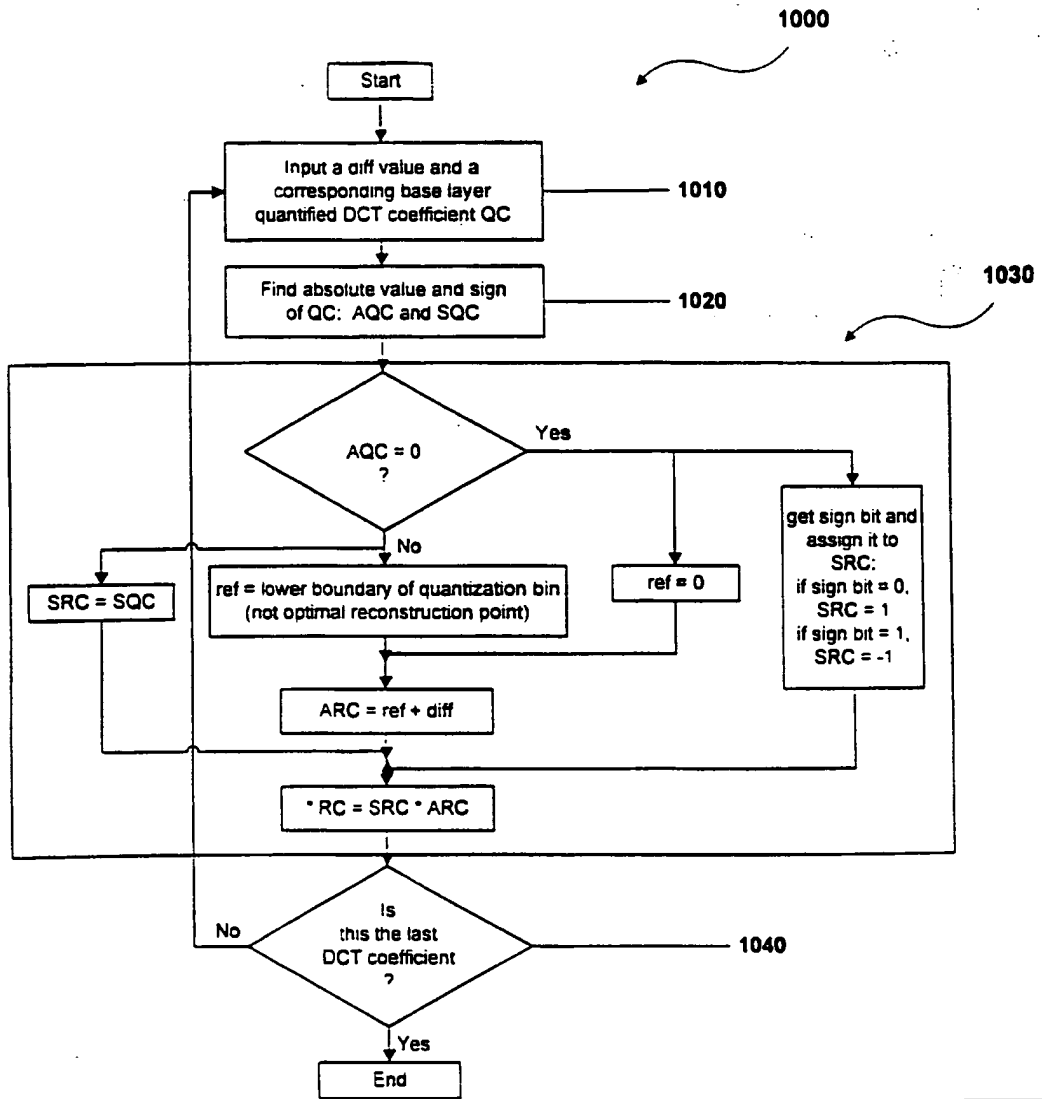 1000
Start
Input a diff value and a
corresponding base layer
quantified DCT coefficient QC
1010
Find absolute value and sign
of QC: AQC and SQC
1020
1030
AQC = 0
?
Yes
No
SRC = SQC
ref = lower boundary of quantization bin
(not optimal reconstruction point)
ref = 0
get sign bit and
assign it to
SRC:
if sign bit = 0,
SRC = 1
if sign bit = 1,
SRC = -1
ARC = ref + diff
* RC = SRC * ARC
Is
this the last
DCT coefficient
?
No
1040
Yes
End